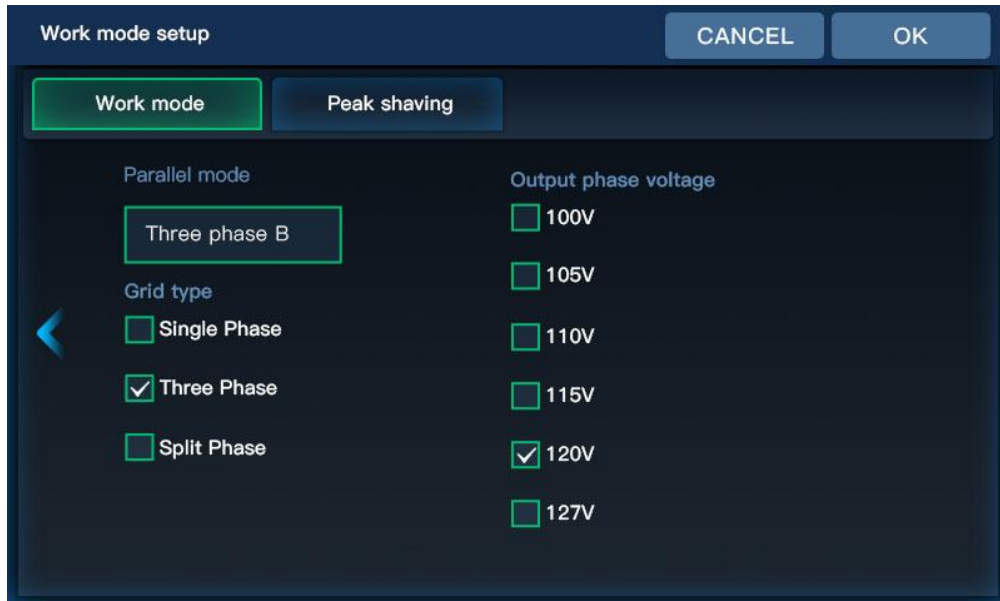 Work mode setup
CANCEL
OK
Work mode
Peak shaving
Parallel mode
Three phase B
Grid type
Single Phase
Three Phase
Split Phase
Output phase voltage
100V
105V
110V
115V
120V
127V